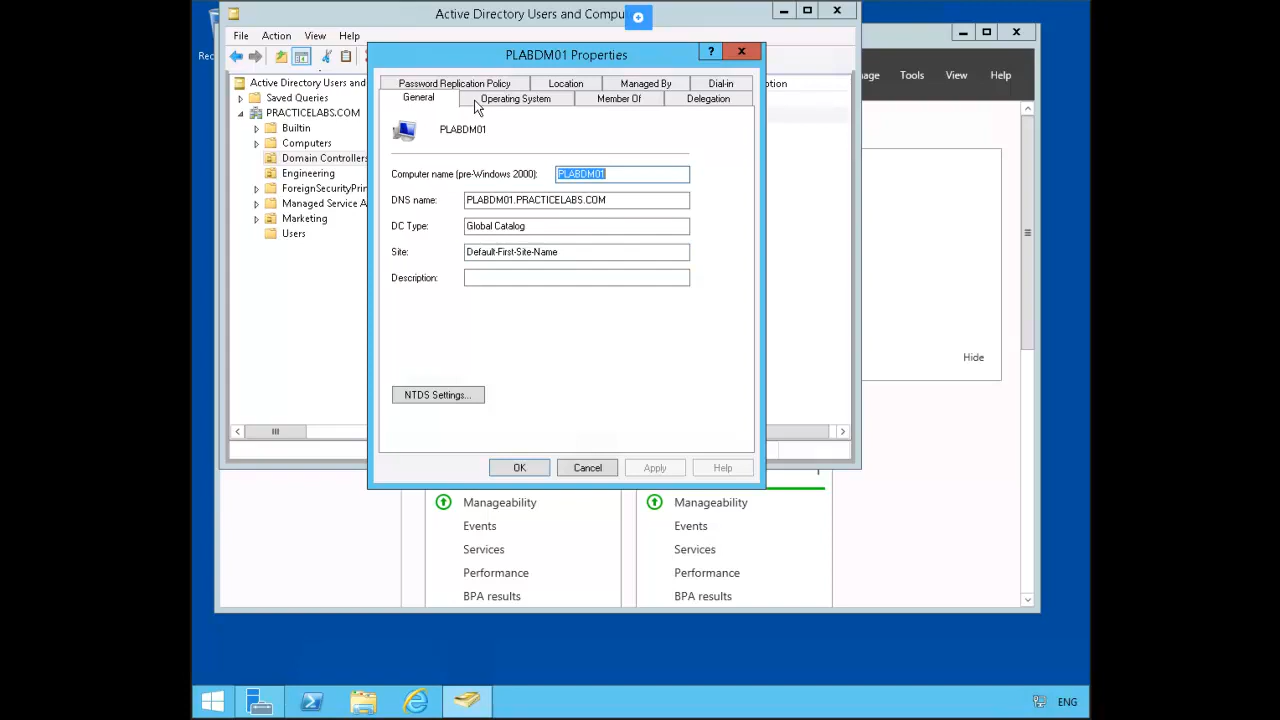 Active Directory Users and Compu
File Action View Help
Rec
PLABDM01 Properties
?
Password Replication Policy Location Managed By Dial-in
General Operating System Member Of Delegation
PLABDM01
Computer name (pre-Windows 2000): PLABDM01
DNS name: PLABDM01.PRACTICELABS.COM
DC Type: Global Catalog
Site: Default-First-Site-Name
Description:
NTDS Settings...
OK Cancel Apply Help
Active Directory Users and
Saved Queries
PRACTICELABS.COM
Builtin
Computers
Domain Controllers
Engineering
ForeignSecurityPrin
Managed Service A
Marketing
Users
ption
age Tools View Help
Hide
Manageability
Events
Services
Performance
BPA results
Manageability
Events
Services
Performance
BPA results
ENG